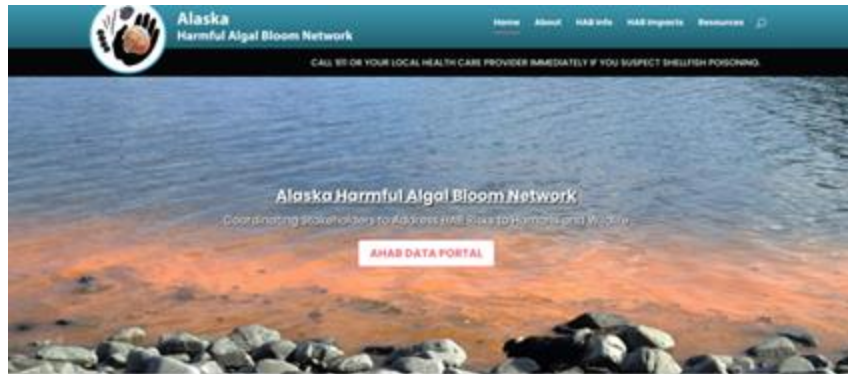 Alaska
Harmful Algal Bloom Network
Home About HAB Info HAB Impacts Resources
CALL 911 OR YOUR LOCAL HEALTH CARE PROVIDER IMMEDIATELY IF YOU SUSPECT SHELLFISH POISONING.
Alaska Harmful Algal Bloom Network
Coordinating Stakeholders to Address HAB Risks to Humans and Wildlife
AHAB DATA PORTAL